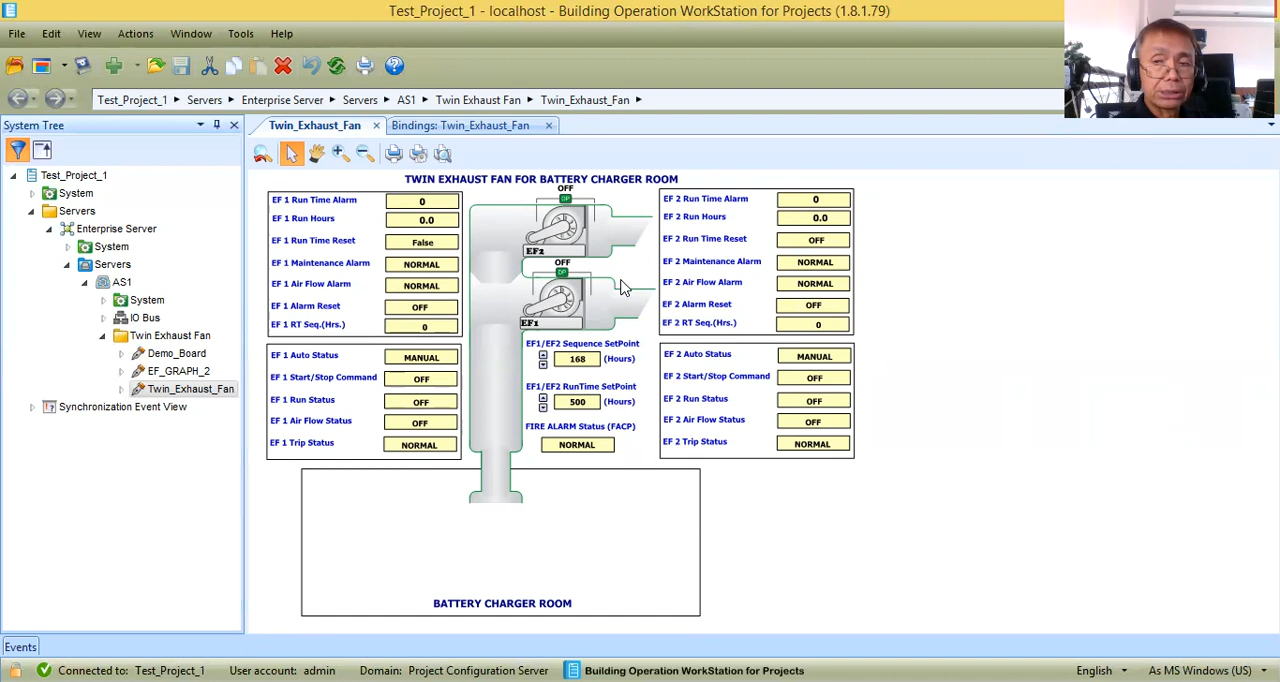 Test_Project_1 - localhost - Building Operation WorkStation for Projects (1.8.1.79)
File Edit View Actions Window Tools Help
Test_Project_1 Servers Enterprise Server Servers AS1 Twin Exhaust Fan Twin_Exhaust_Fan
System Tree
Twin_Exhaust_Fan Bindings: Twin_Exhaust_Fan
Test_Project_1
System
Servers
Enterprise Server
System
Servers
AS1
System
IO Bus
Twin Exhaust Fan
Demo_Board
EF_GRAPH_2
Twin_Exhaust_Fan
Synchronization Event View
TWIN EXHAUST FAN FOR BATTERY CHARGER ROOM
EF 1 Run Time Alarm 0
EF 1 Run Hours 0.0
EF 1 Run Time Reset False
EF 1 Maintenance Alarm NORMAL
EF 1 Air Flow Alarm NORMAL
EF 1 Alarm Reset OFF
EF 1 RT Seq.(Hrs.) 0
EF 1 Auto Status MANUAL
EF 1 Start/Stop Command OFF
EF 1 Run Status OFF
EF 1 Air Flow Status OFF
EF 1 Trip Status NORMAL
OFF
DP
EF2
OFF
DP
EF1
EF1/EF2 Sequence SetPoint
168 (Hours)
EF1/EF2 RunTime SetPoint
500 (Hours)
FIRE ALARM Status (FACP)
NORMAL
EF 2 Run Time Alarm 0
EF 2 Run Hours 0.0
EF 2 Run Time Reset OFF
EF 2 Maintenance Alarm NORMAL
EF 2 Air Flow Alarm NORMAL
EF 2 Alarm Reset OFF
EF 2 RT Seq.(Hrs.) 0
EF 2 Auto Status MANUAL
EF 2 Start/Stop Command OFF
EF 2 Run Status OFF
EF 2 Air Flow Status OFF
EF 2 Trip Status NORMAL
BATTERY CHARGER ROOM
Events
Connected to: Test_Project_1 User account: admin Domain: Project Configuration Server Building Operation WorkStation for Projects English As MS Windows (US)